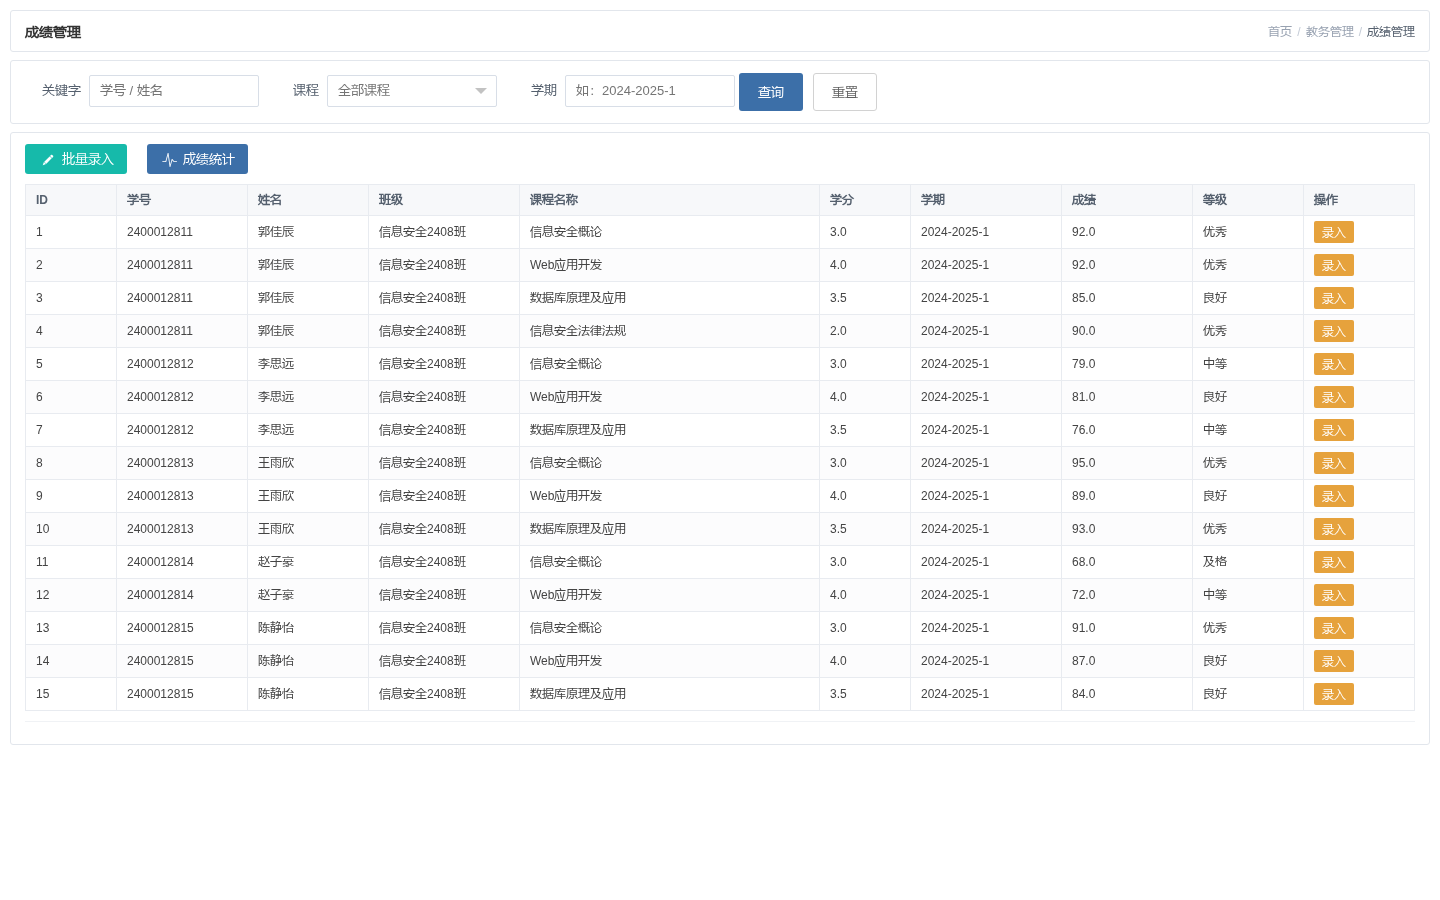 成绩管理
首页 / 教务管理 / 成绩管理
关键字 学号 / 姓名 课程 全部课程 学期 如：2024-2025-1 查询 重置
批量录入 成绩统计
ID 学号 姓名 班级 课程名称 学分 学期 成绩 等级 操作
1 2400012811 郭佳辰 信息安全2408班 信息安全概论 3.0 2024-2025-1 92.0 优秀 录入
2 2400012811 郭佳辰 信息安全2408班 Web应用开发 4.0 2024-2025-1 92.0 优秀 录入
3 2400012811 郭佳辰 信息安全2408班 数据库原理及应用 3.5 2024-2025-1 85.0 良好 录入
4 2400012811 郭佳辰 信息安全2408班 信息安全法律法规 2.0 2024-2025-1 90.0 优秀 录入
5 2400012812 李思远 信息安全2408班 信息安全概论 3.0 2024-2025-1 79.0 中等 录入
6 2400012812 李思远 信息安全2408班 Web应用开发 4.0 2024-2025-1 81.0 良好 录入
7 2400012812 李思远 信息安全2408班 数据库原理及应用 3.5 2024-2025-1 76.0 中等 录入
8 2400012813 王雨欣 信息安全2408班 信息安全概论 3.0 2024-2025-1 95.0 优秀 录入
9 2400012813 王雨欣 信息安全2408班 Web应用开发 4.0 2024-2025-1 89.0 良好 录入
10 2400012813 王雨欣 信息安全2408班 数据库原理及应用 3.5 2024-2025-1 93.0 优秀 录入
11 2400012814 赵子豪 信息安全2408班 信息安全概论 3.0 2024-2025-1 68.0 及格 录入
12 2400012814 赵子豪 信息安全2408班 Web应用开发 4.0 2024-2025-1 72.0 中等 录入
13 2400012815 陈静怡 信息安全2408班 信息安全概论 3.0 2024-2025-1 91.0 优秀 录入
14 2400012815 陈静怡 信息安全2408班 Web应用开发 4.0 2024-2025-1 87.0 良好 录入
15 2400012815 陈静怡 信息安全2408班 数据库原理及应用 3.5 2024-2025-1 84.0 良好 录入